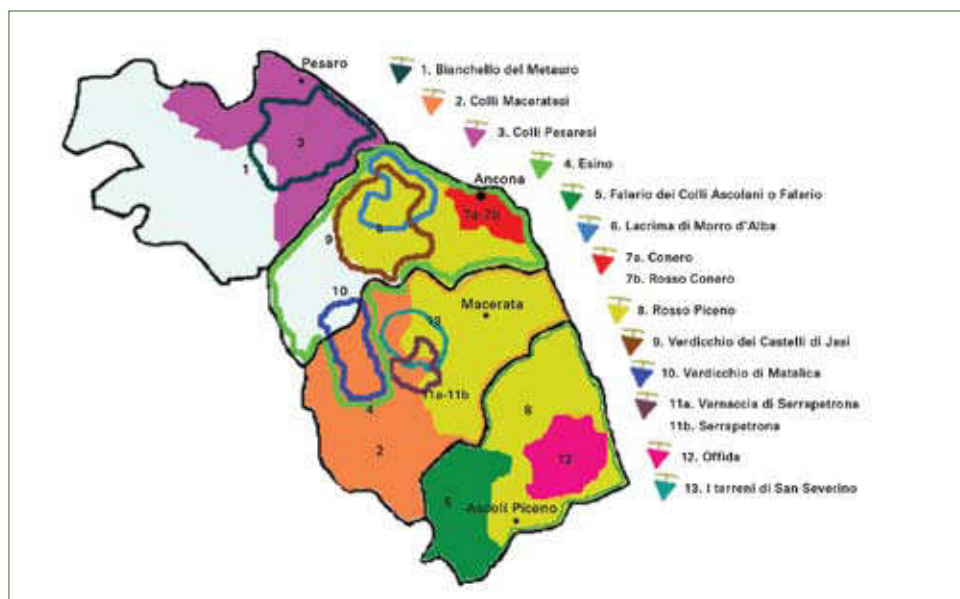 Pesaro
1. Bianchello del Metauro
2. Colli Maceratesi
3
3. Colli Pesaresi
1
4. Esino
Ancona
5. Falerio dei Colli Ascolani o Falerio
7a-7b
6. Lacrima di Morro d'Alba
9
7a. Conero
7b. Rosso Conero
10
Macerata
8. Rosso Piceno
13
9. Verdicchio dei Castelli di Jesi
10. Verdicchio di Matalica
11a-11b
4
8
11a. Vernaccia di Serrapetrona
11b. Serrapetrona
2
12
12. Offida
13. I terreni di San Severino
5
Ascoli Piceno